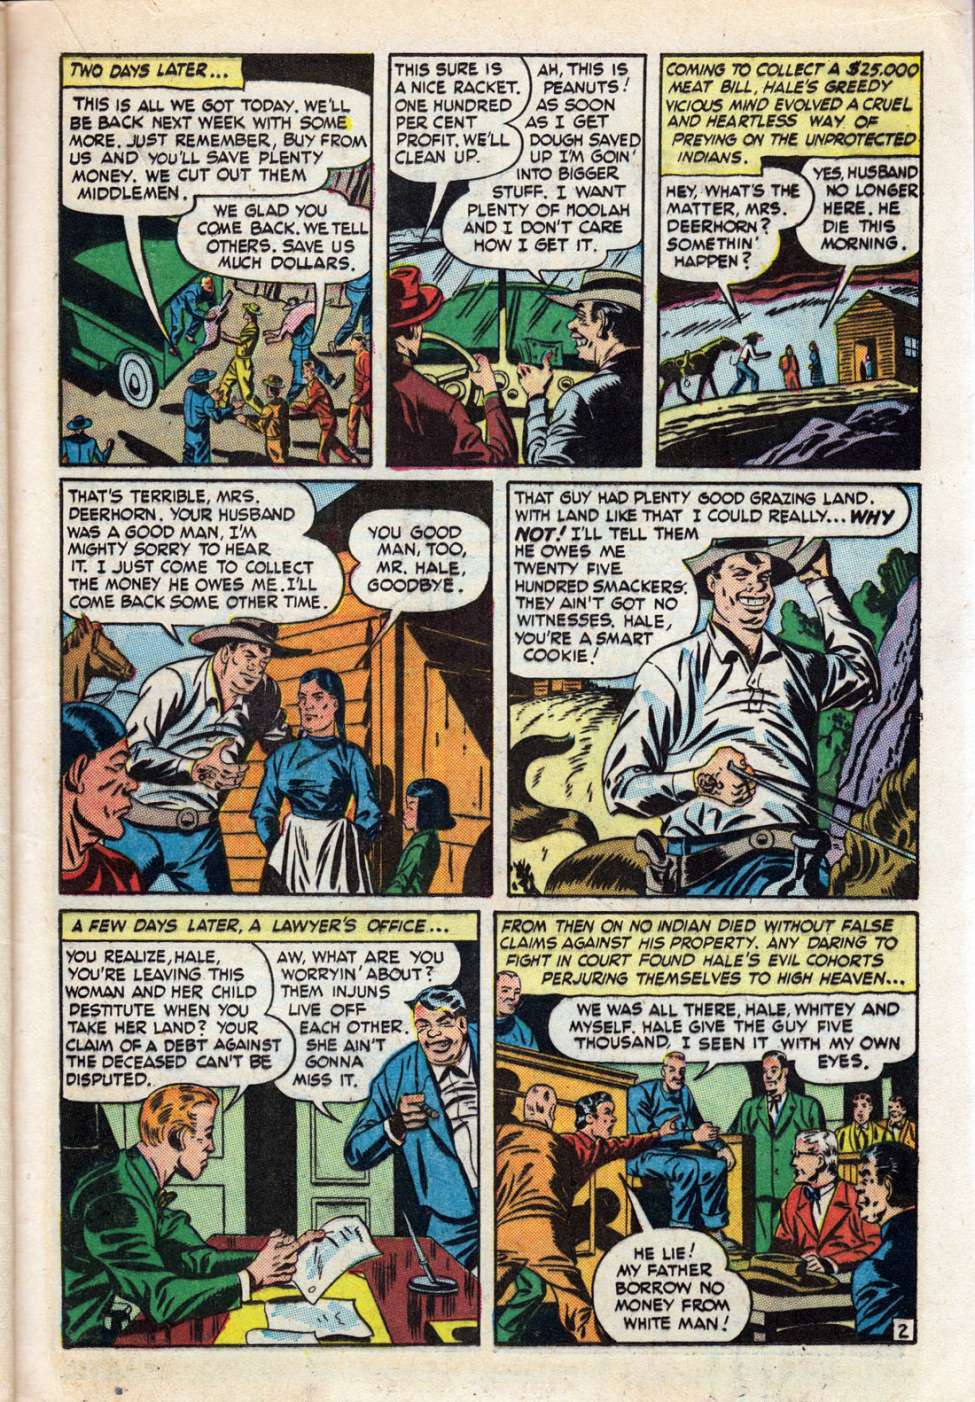 TWO DAYS LATER...
THIS IS ALL WE GOT TODAY. WE'LL
BE BACK NEXT WEEK WITH SOME
MORE. JUST REMEMBER, BUY FROM
US AND YOU'LL SAVE PLENTY
MONEY. WE CUT OUT THEM
MIDDLEMEN.
WE GLAD YOU
COME BACK. WE TELL
OTHERS. SAVE US
MUCH DOLLARS.
THIS SURE IS
A NICE RACKET.
ONE HUNDRED
PER CENT
PROFIT. WE'LL
CLEAN UP.
AH, THIS IS
PEANUTS!
AS SOON
AS I GET
DOUGH SAVED
UP I'M GOIN'
INTO BIGGER
STUFF. I WANT
PLENTY OF MOOLAH
AND I DON'T CARE
HOW I GET IT.
COMING TO COLLECT A $25.000
MEAT BILL, HALE'S GREEDY
VICIOUS MIND EVOLVED A CRUEL
AND HEARTLESS WAY OF
PREYING ON THE UNPROTECTED
INDIANS.
HEY, WHAT'S THE
MATTER, MRS.
DEERHORN?
SOMETHIN'
HAPPEN?
YES, HUSBAND
NO LONGER
HERE. HE
DIE THIS
MORNING.
THAT'S TERRIBLE, MRS.
DEERHORN. YOUR HUSBAND
WAS A GOOD MAN, I'M
MIGHTY SORRY TO HEAR
IT. I JUST COME TO COLLECT
THE MONEY HE OWES ME. I'LL
COME BACK SOME OTHER TIME.
YOU GOOD
MAN, TOO,
MR. HALE,
GOODBYE.
THAT GUY HAD PLENTY GOOD GRAZING LAND.
WITH LAND LIKE THAT I COULD REALLY... WHY
NOT! I'LL TELL THEM
HE OWES ME
TWENTY FIVE
HUNDRED SMACKERS.
THEY AIN'T GOT NO
WITNESSES. HALE,
YOU'RE A SMART
COOKIE!
A FEW DAYS LATER, A LAWYER'S OFFICE...
YOU REALIZE, HALE,
YOU'RE LEAVING THIS
WOMAN AND HER CHILD
DESTITUTE WHEN YOU
TAKE HER LAND? YOUR
CLAIM OF A DEBT AGAINST
THE DECEASED CAN'T BE
DISPUTED.
AW, WHAT ARE YOU
WORRYIN' ABOUT?
THEM INJUNS
LIVE OFF
EACH OTHER.
SHE AIN'T
GONNA
MISS IT.
FROM THEN ON NO INDIAN DIED WITHOUT FALSE
CLAIMS AGAINST HIS PROPERTY. ANY DARING TO
FIGHT IN COURT FOUND HALE'S EVIL COHORTS
PERJURING THEMSELVES TO HIGH HEAVEN...
WE WAS ALL THERE, HALE, WHITEY AND
MYSELF. HALE GIVE THE GUY FIVE
THOUSAND, I SEEN IT WITH MY OWN
EYES.
HE LIE!
MY FATHER
BORROW NO
MONEY FROM
WHITE MAN!
2